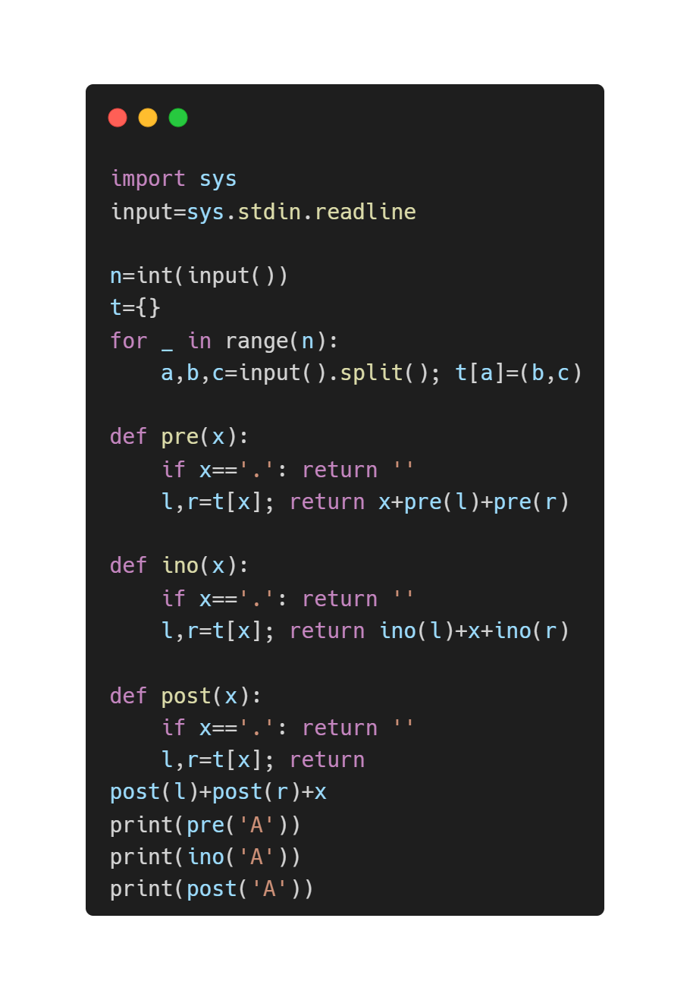 import sys
input=sys.stdin.readline

n=int(input())
t={}
for _ in range(n):
    a,b,c=input().split(); t[a]=(b,c)

def pre(x):
    if x=='.': return ''
    l,r=t[x]; return x+pre(l)+pre(r)

def ino(x):
    if x=='.': return ''
    l,r=t[x]; return ino(l)+x+ino(r)

def post(x):
    if x=='.': return ''
    l,r=t[x]; return
post(l)+post(r)+x
print(pre('A'))
print(ino('A'))
print(post('A'))